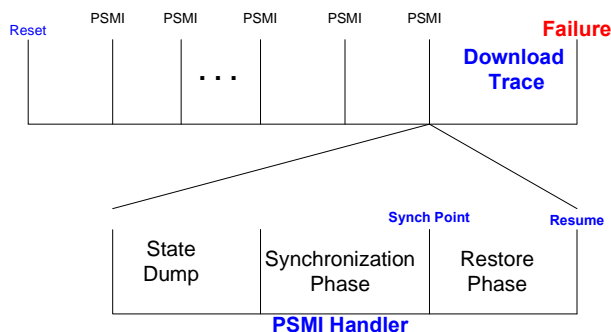 PSMI PSMI PSMI PSMI PSMI
Reset
Failure
Download
Trace
. . .
Synch Point
Resume
State
Dump
Synchronization
Phase
Restore
Phase
PSMI Handler